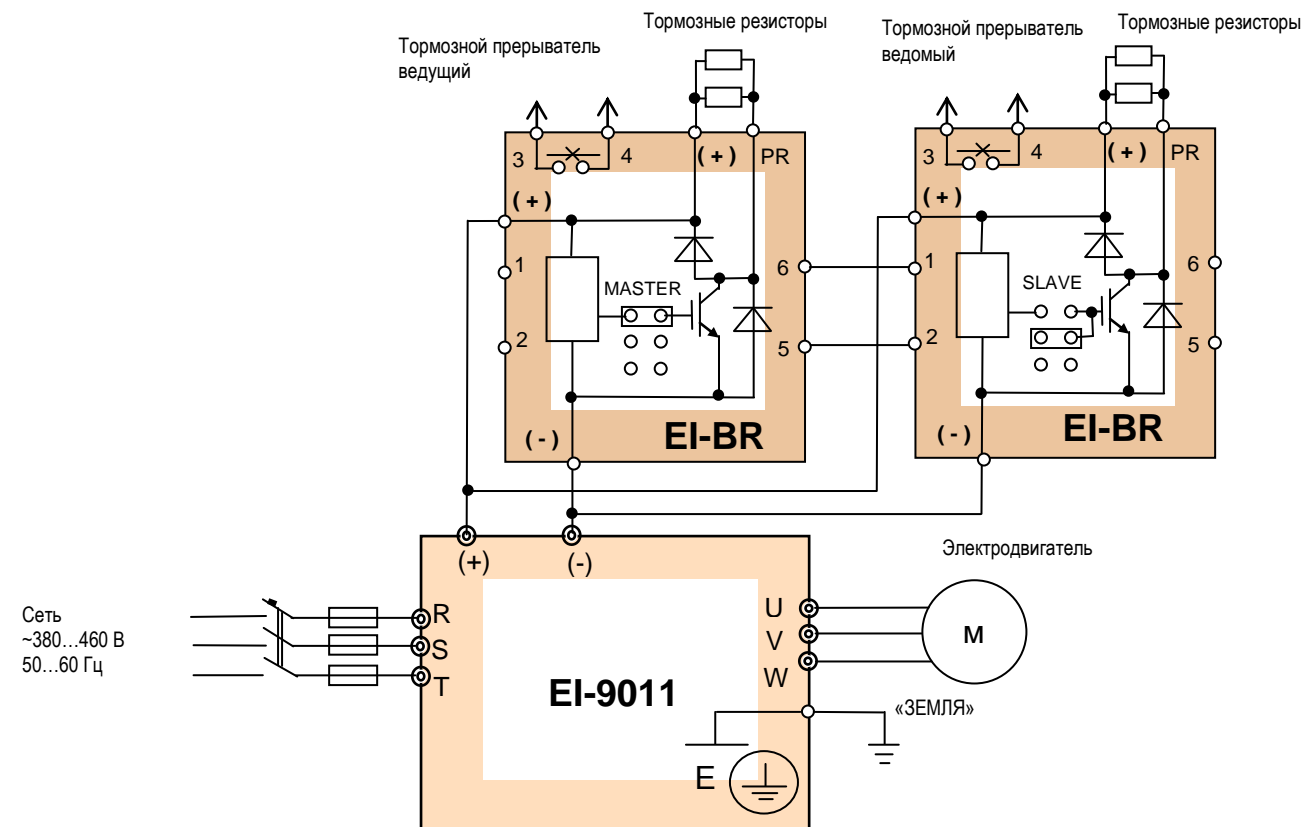 Тормозной прерыватель
ведущий
Тормозные резисторы
Тормозной прерыватель
ведомый
Тормозные резисторы
3
4
(+)
PR
(+)
1
2
MASTER
6
5
(-)
EI-BR
3
4
(+)
PR
(+)
1
2
SLAVE
6
5
(-)
EI-BR
(+)
(-)
Электродвигатель
Сеть
~380…460 В
50…60 Гц
R
S
T
EI-9011
U
V
W
M
«ЗЕМЛЯ»
E